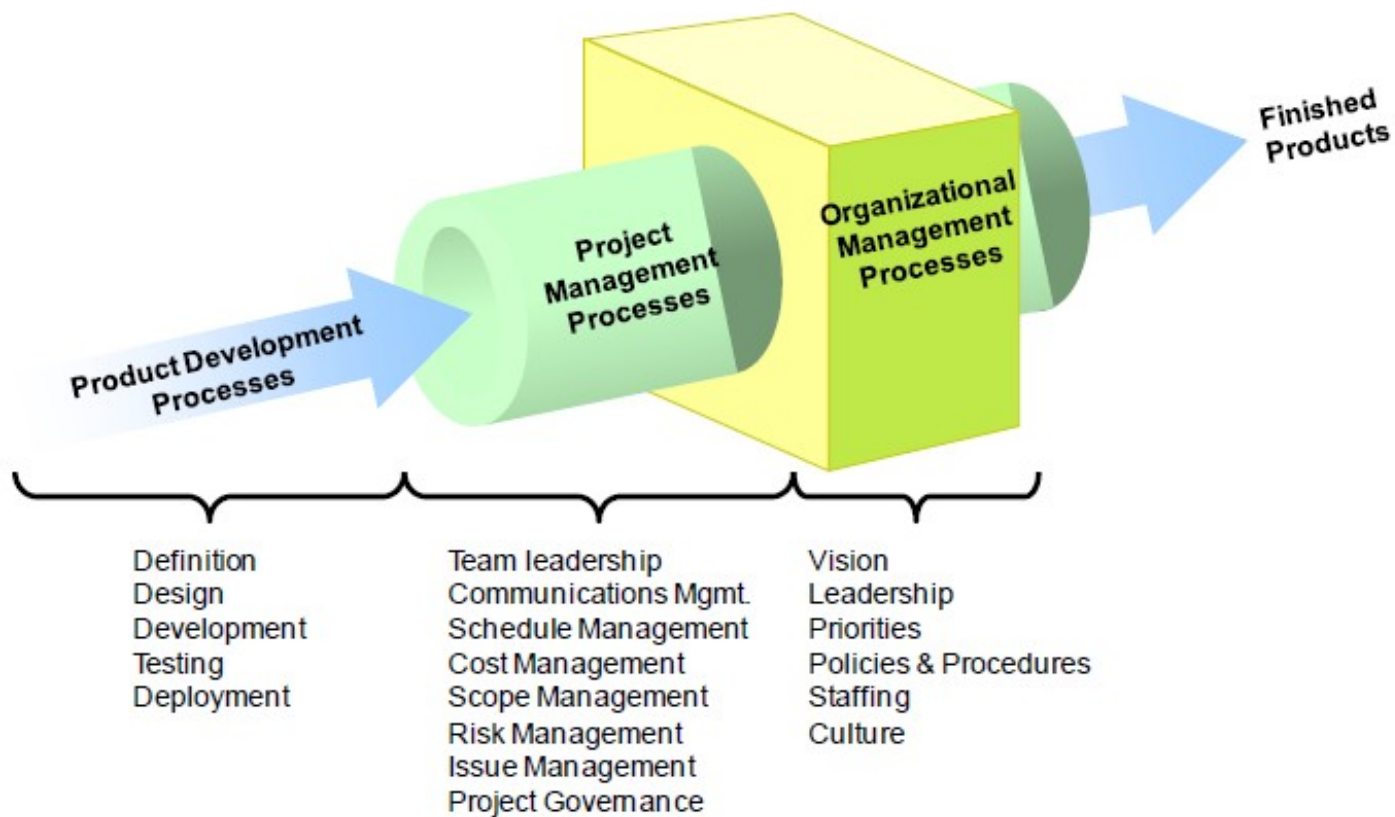 Finished
Products
Organizational
Management
Processes
Project
Management
Processes
Product Development
Processes
Definition
Design
Development
Testing
Deployment
Team leadership
Communications Mgmt.
Schedule Management
Cost Management
Scope Management
Risk Management
Issue Management
Project Governance
Vision
Leadership
Priorities
Policies & Procedures
Staffing
Culture